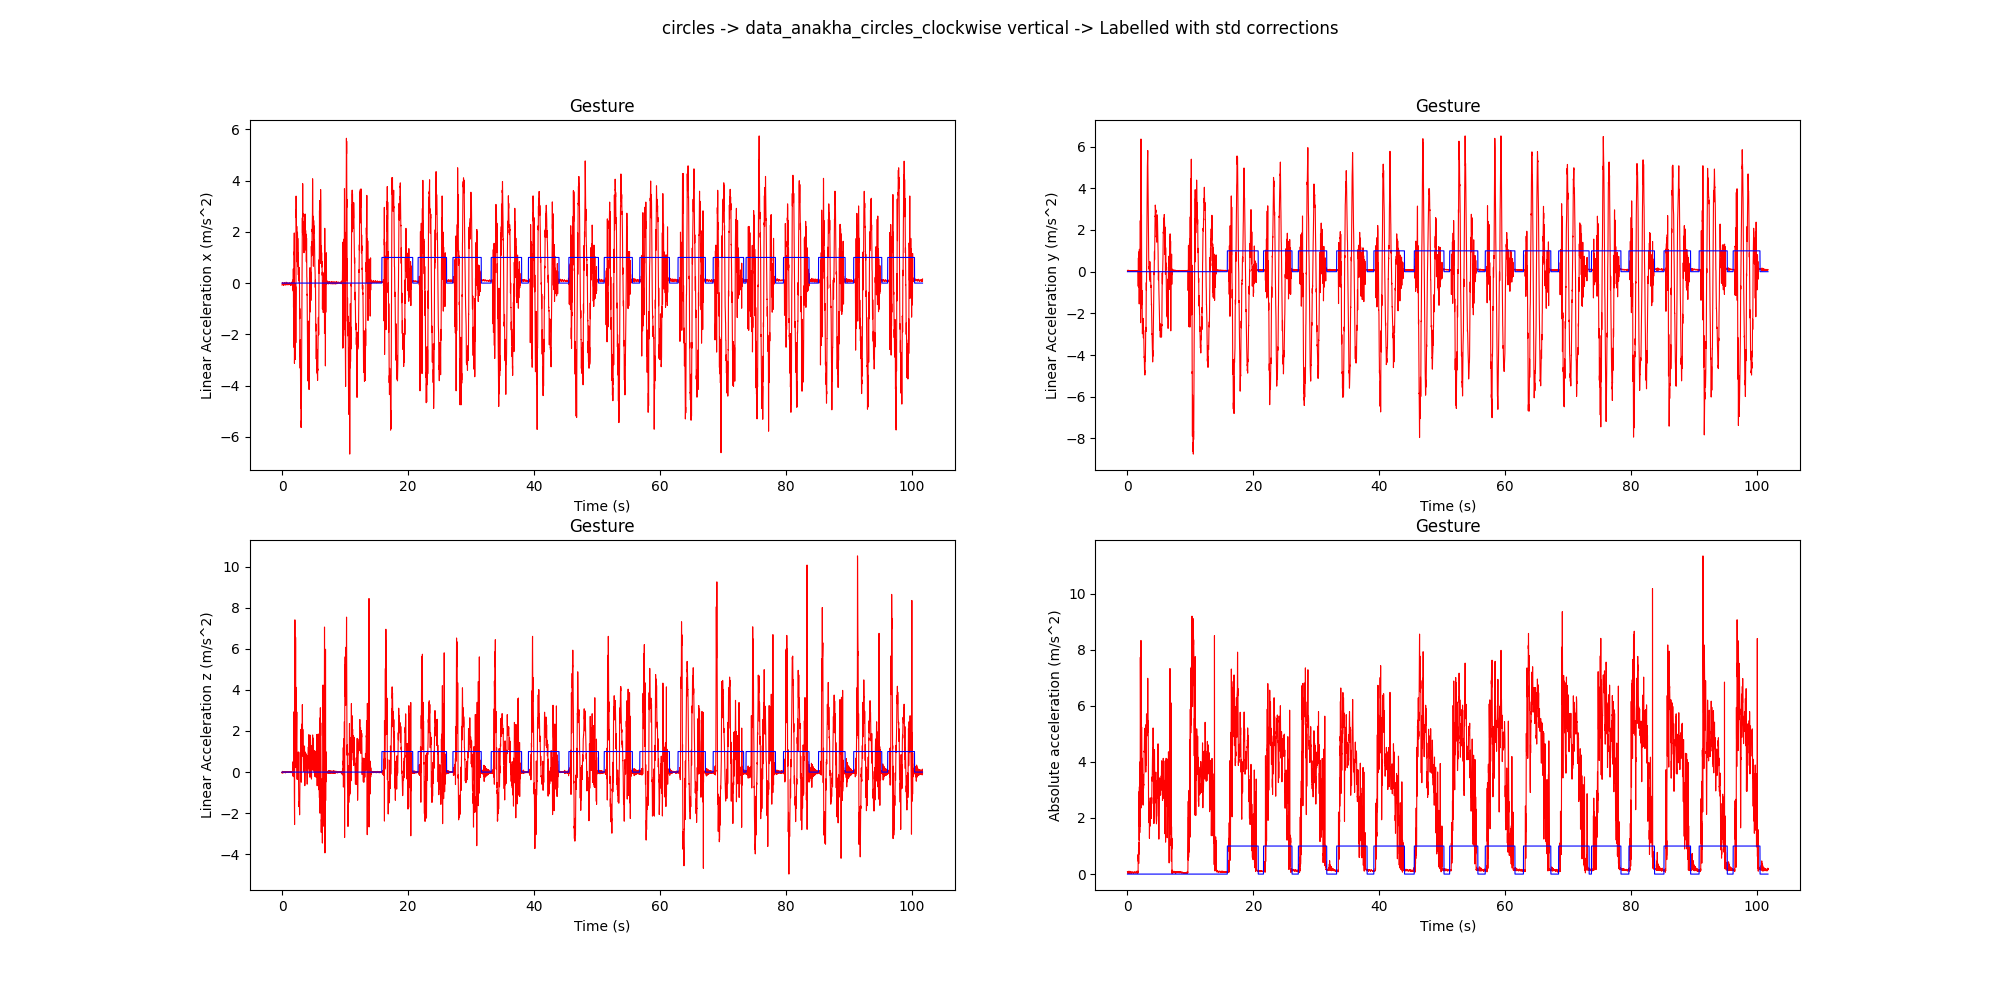 circles -> data_anakha_circles_clockwise vertical -> Labelled with std corrections
Gesture
Linear Acceleration x (m/s^2)
6
4
2
0
−2
−4
−6
0 20 40 60 80 100
Time (s)
Gesture
Linear Acceleration y (m/s^2)
6
4
2
0
−2
−4
−6
−8
0 20 40 60 80 100
Time (s)
Gesture
Linear Acceleration z (m/s^2)
10
8
6
4
2
0
−2
−4
0 20 40 60 80 100
Time (s)
Gesture
Absolute acceleration (m/s^2)
10
8
6
4
2
0
0 20 40 60 80 100
Time (s)